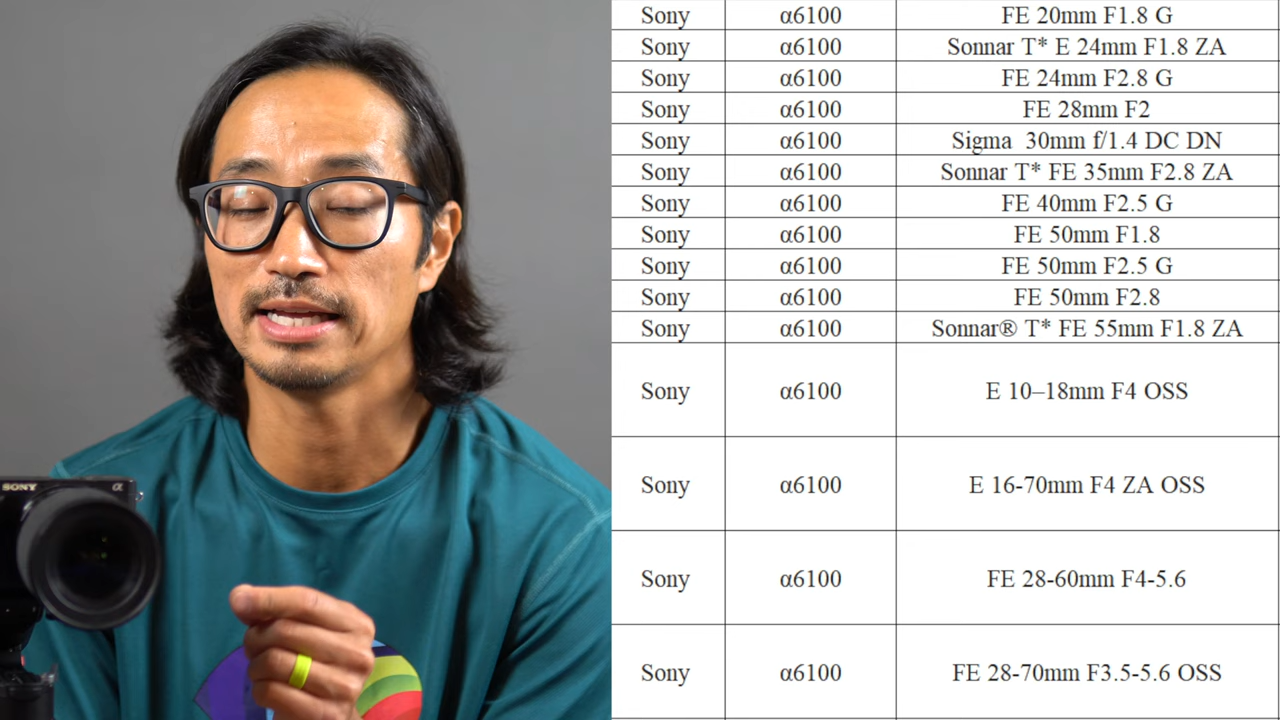 SONY α
Sony α6100 FE 20mm F1.8 G
Sony α6100 Sonnar T* E 24mm F1.8 ZA
Sony α6100 FE 24mm F2.8 G
Sony α6100 FE 28mm F2
Sony α6100 Sigma  30mm f/1.4 DC DN
Sony α6100 Sonnar T* FE 35mm F2.8 ZA
Sony α6100 FE 40mm F2.5 G
Sony α6100 FE 50mm F1.8
Sony α6100 FE 50mm F2.5 G
Sony α6100 FE 50mm F2.8
Sony α6100 Sonnar® T* FE 55mm F1.8 ZA
Sony α6100 E 10–18mm F4 OSS
Sony α6100 E 16-70mm F4 ZA OSS
Sony α6100 FE 28-60mm F4-5.6
Sony α6100 FE 28-70mm F3.5-5.6 OSS